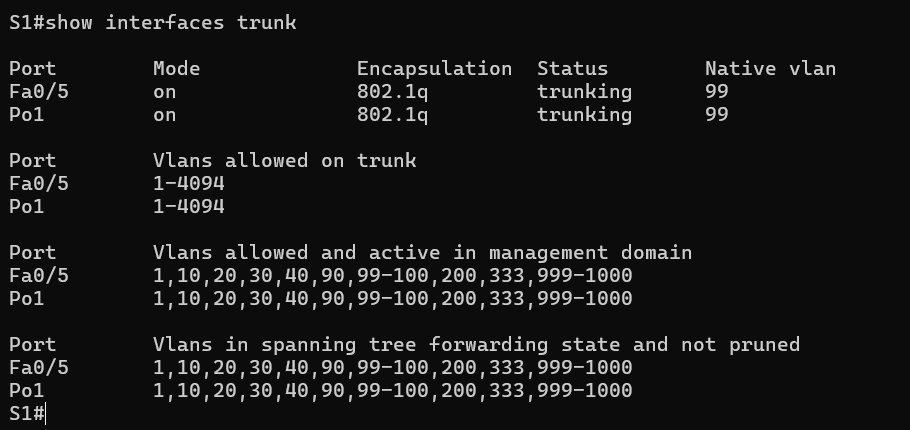 S1#show interfaces trunk
Port        Mode             Encapsulation  Status        Native vlan
Fa0/5       on               802.1q         trunking      99
Po1         on               802.1q         trunking      99
Port        Vlans allowed on trunk
Fa0/5       1-4094
Po1         1-4094
Port        Vlans allowed and active in management domain
Fa0/5       1,10,20,30,40,90,99-100,200,333,999-1000
Po1         1,10,20,30,40,90,99-100,200,333,999-1000
Port        Vlans in spanning tree forwarding state and not pruned
Fa0/5       1,10,20,30,40,90,99-100,200,333,999-1000
Po1         1,10,20,30,40,90,99-100,200,333,999-1000
S1#